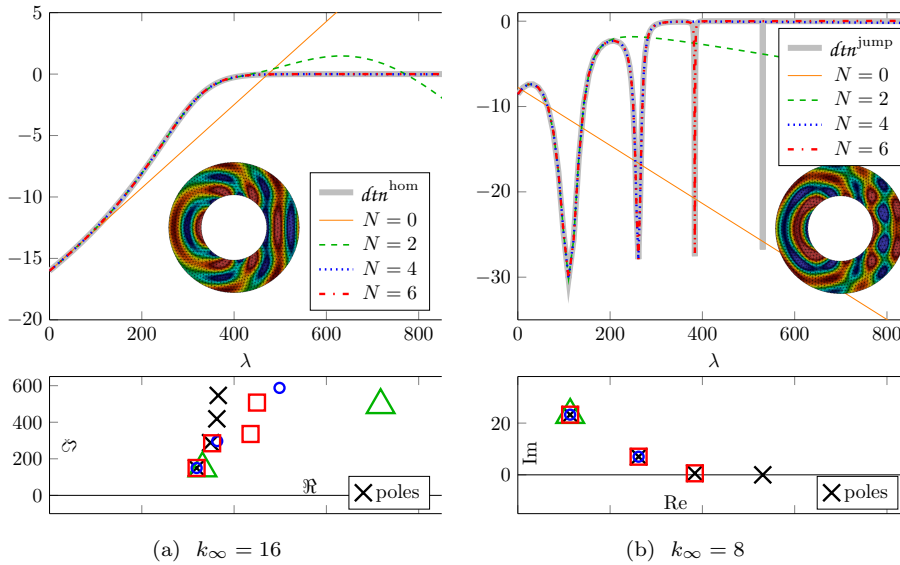 5
0
−5
−10
−15
−20
0
200
400
600
800
λ
dtn^hom
N = 0
N = 2
N = 4
N = 6
0
−10
−20
−30
0
200
400
600
800
λ
dtn^jump
N = 0
N = 2
N = 4
N = 6
600
400
200
0
ℑ
ℜ
poles
20
0
Im
Re
poles
(a) k∞ = 16
(b) k∞ = 8